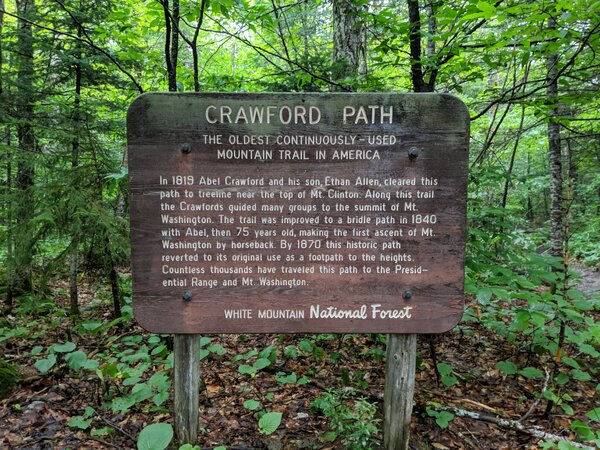 CRAWFORD PATH
THE OLDEST CONTINUOUSLY-USED
MOUNTAIN TRAIL IN AMERICA
In 1819 Abel Crawford and his son, Ethan Allen, cleared this
path to treeline near the top of Mt. Clinton. Along this trail
the Crawfords guided many groups to the summit of Mt.
Washington. The trail was improved to a bridle path in 1840
with Abel, then 75 years old, making the first ascent of Mt.
Washington by horseback. By 1870 this historic path
reverted to its original use as a footpath to the heights.
Countless thousands have traveled this path to the Presid-
ential Range and Mt. Washington.
WHITE MOUNTAIN National Forest